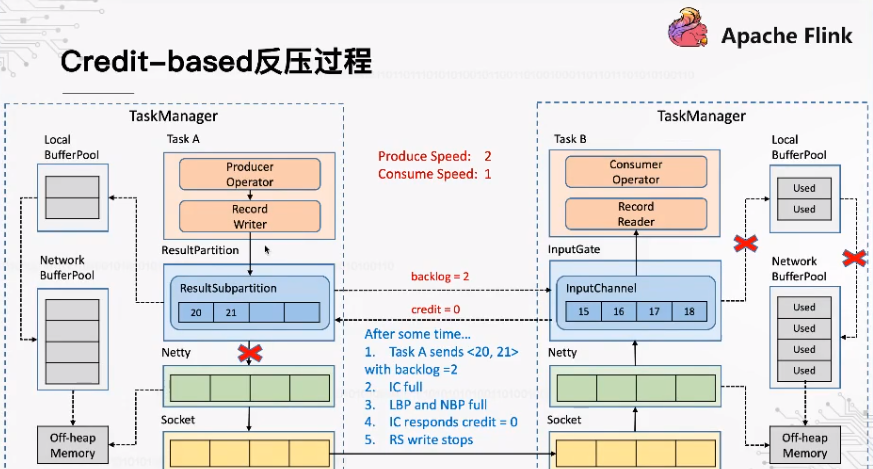 Apache Flink
Credit-based反压过程
TaskManager
Local
BufferPool
Task A
Producer
Operator
Record
Writer
ResultPartition
Network
BufferPool
ResultSubpartition
20 21
Netty
Socket
Off-heap
Memory
Produce Speed: 2
Consume Speed: 1
backlog = 2
credit = 0
After some time...
1. Task A sends <20, 21>
with backlog =2
2. IC full
3. LBP and NBP full
4. IC responds credit = 0
5. RS write stops
TaskManager
Task B
Consumer
Operator
Record
Reader
InputGate
InputChannel
15 16 17 18
Netty
Socket
Local
BufferPool
Used
Used
Network
BufferPool
Used
Used
Used
Used
Off-heap
Memory